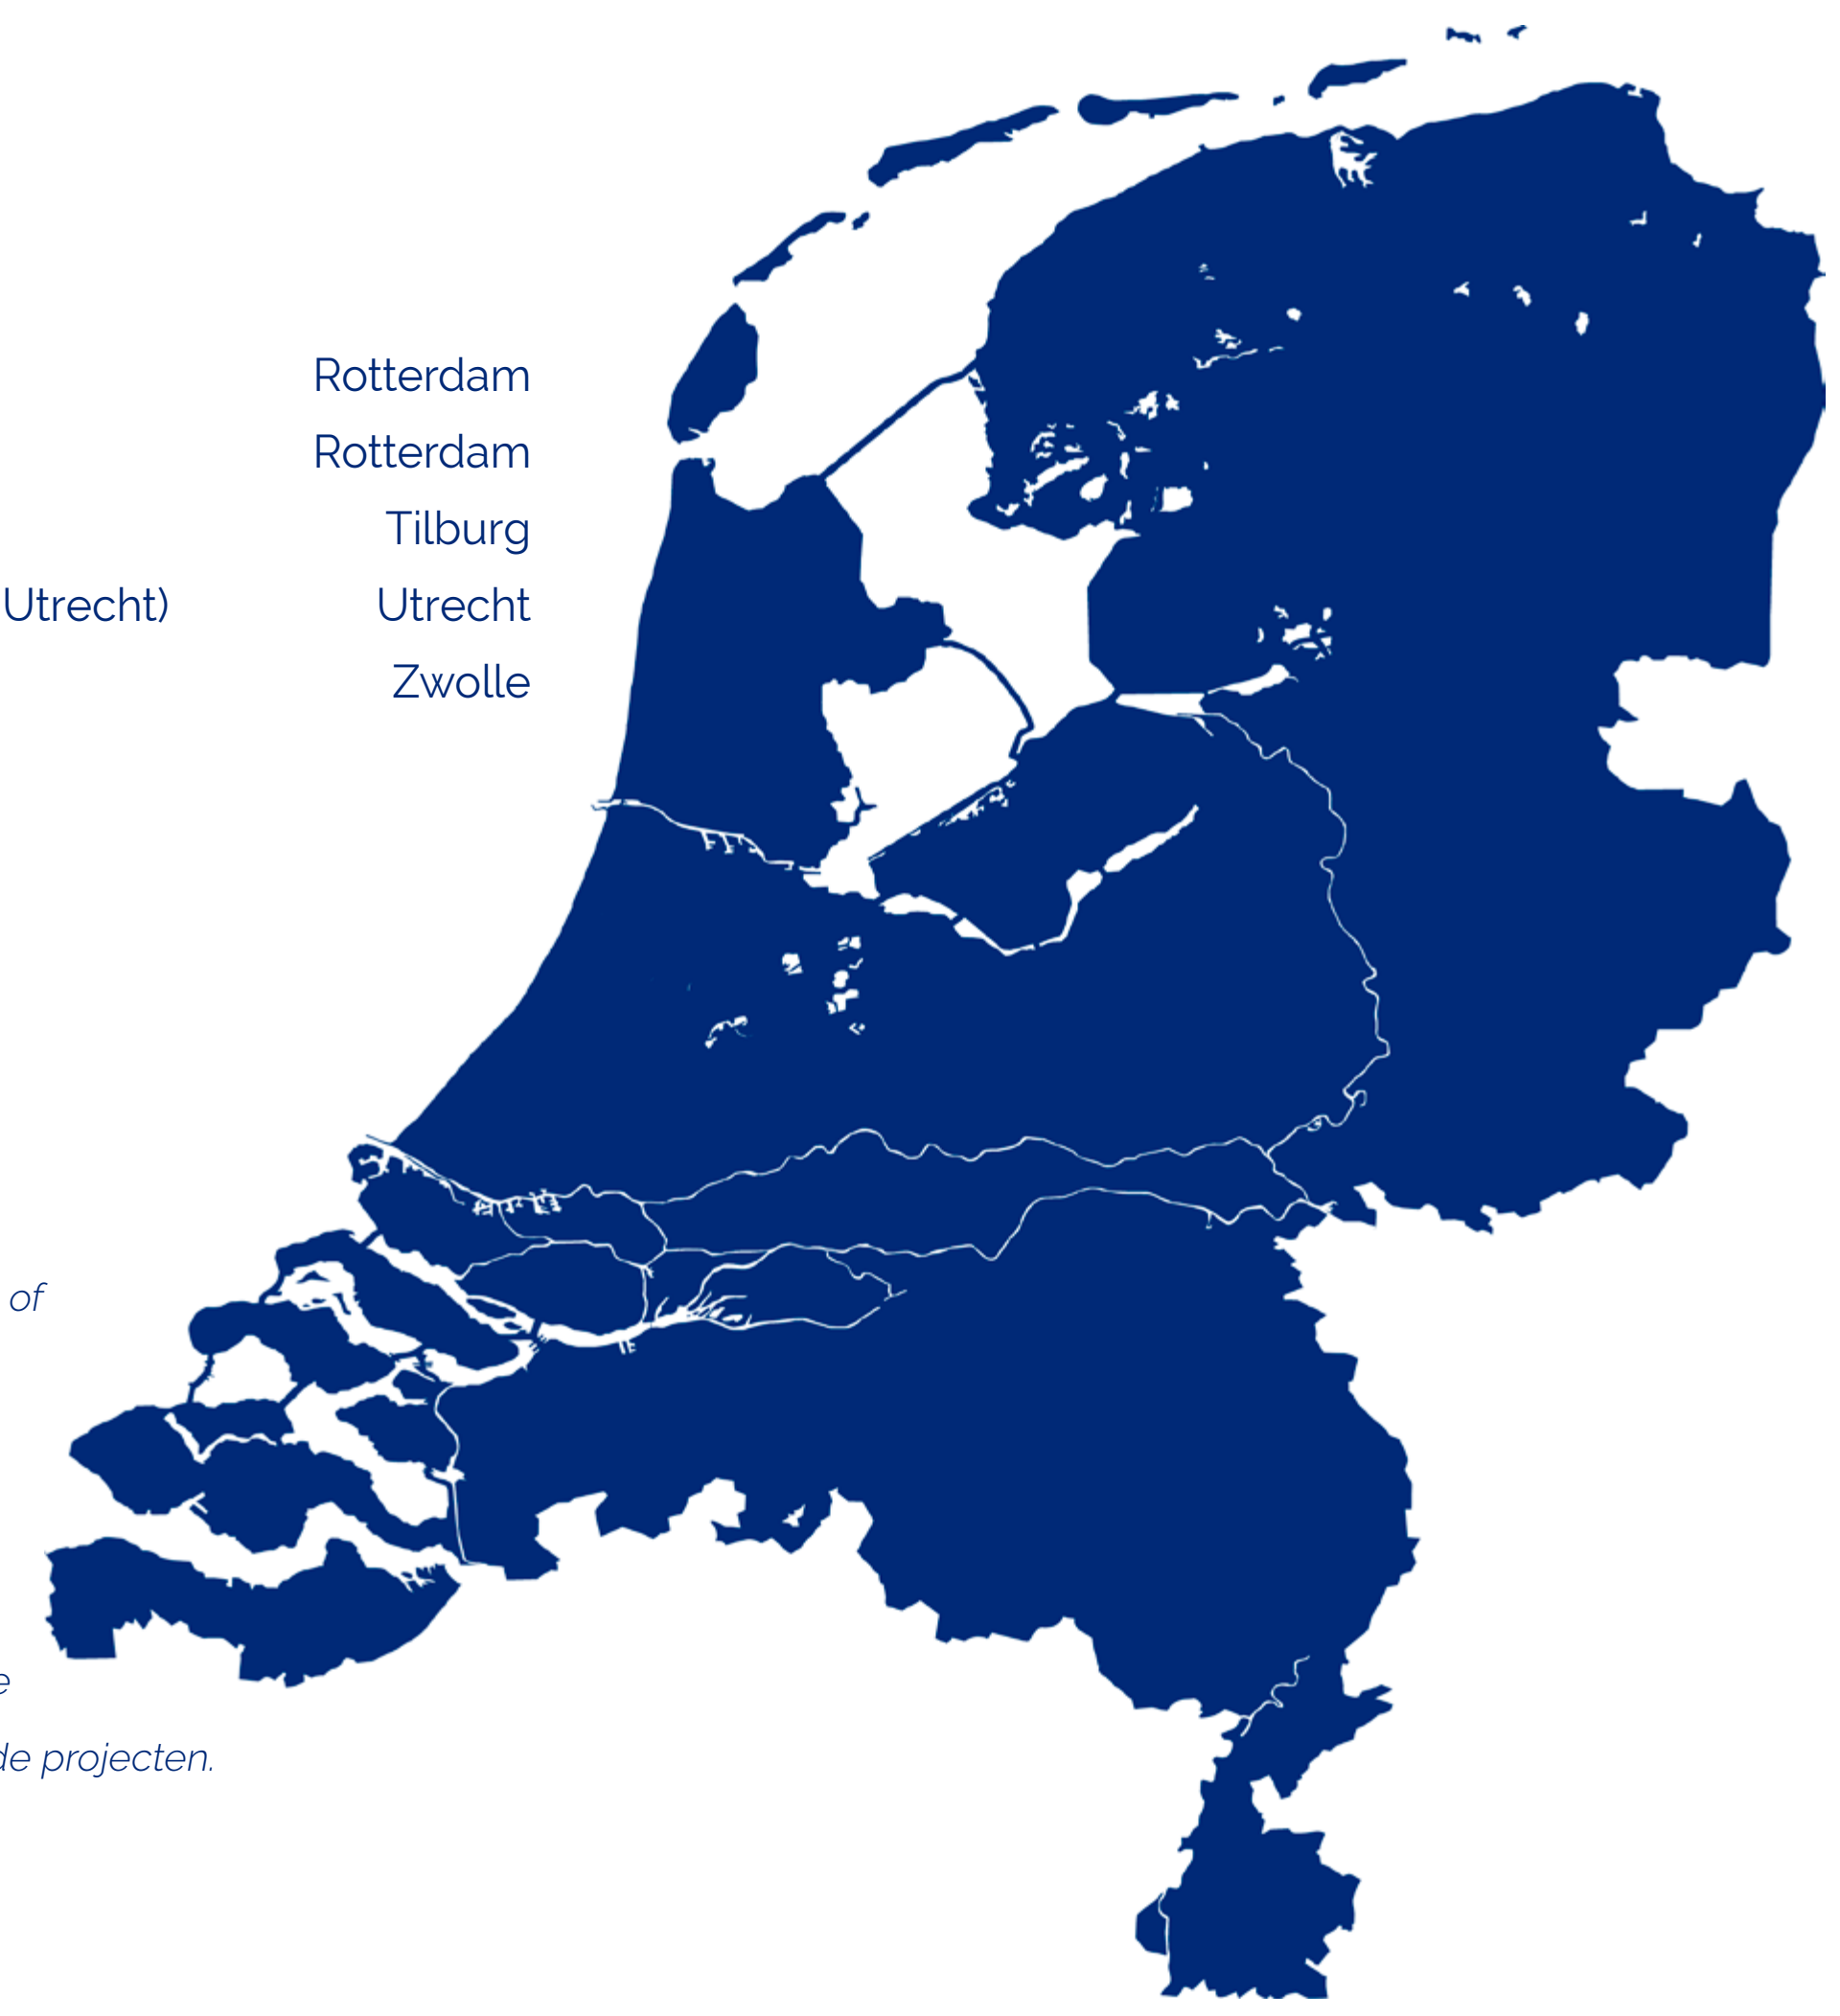 Rotterdam
Rotterdam
Tilburg
Utrecht) Utrecht
Zwolle
of
e
de projecten.